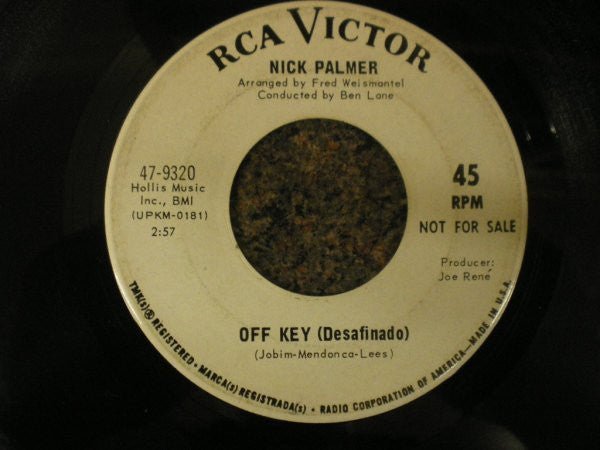 RCA VICTOR
NICK PALMER
Arranged by Fred Weismantel
Conducted by Ben Lane
47-9320
Hollis Music
Inc., BMI
(UPKM-0181)
2:57
45
RPM
NOT FOR SALE
Producer:
Joe René
OFF KEY (Desafinado)
(Jobim-Mendonca-Lees)
TMK(s) ® REGISTERED • MARCA(s) REGISTRADA(s) • RADIO CORPORATION OF AMERICA—MADE IN U.S.A.